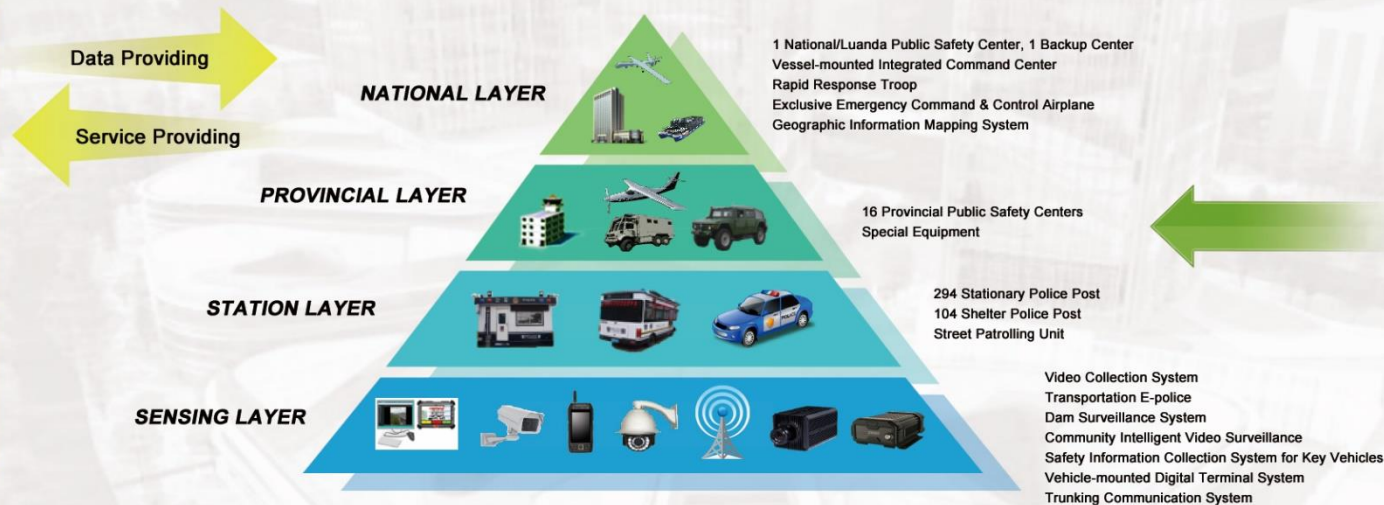 Data Providing
Service Providing
NATIONAL LAYER
1 National/Luanda Public Safety Center, 1 Backup Center
Vessel-mounted Integrated Command Center
Rapid Response Troop
Exclusive Emergency Command & Control Airplane
Geographic Information Mapping System
PROVINCIAL LAYER
16 Provincial Public Safety Centers
Special Equipment
STATION LAYER
294 Stationary Police Post
104 Shelter Police Post
Street Patrolling Unit
SENSING LAYER
Video Collection System
Transportation E-police
Dam Surveillance System
Community Intelligent Video Surveillance
Safety Information Collection System for Key Vehicles
Vehicle-mounted Digital Terminal System
Trunking Communication System